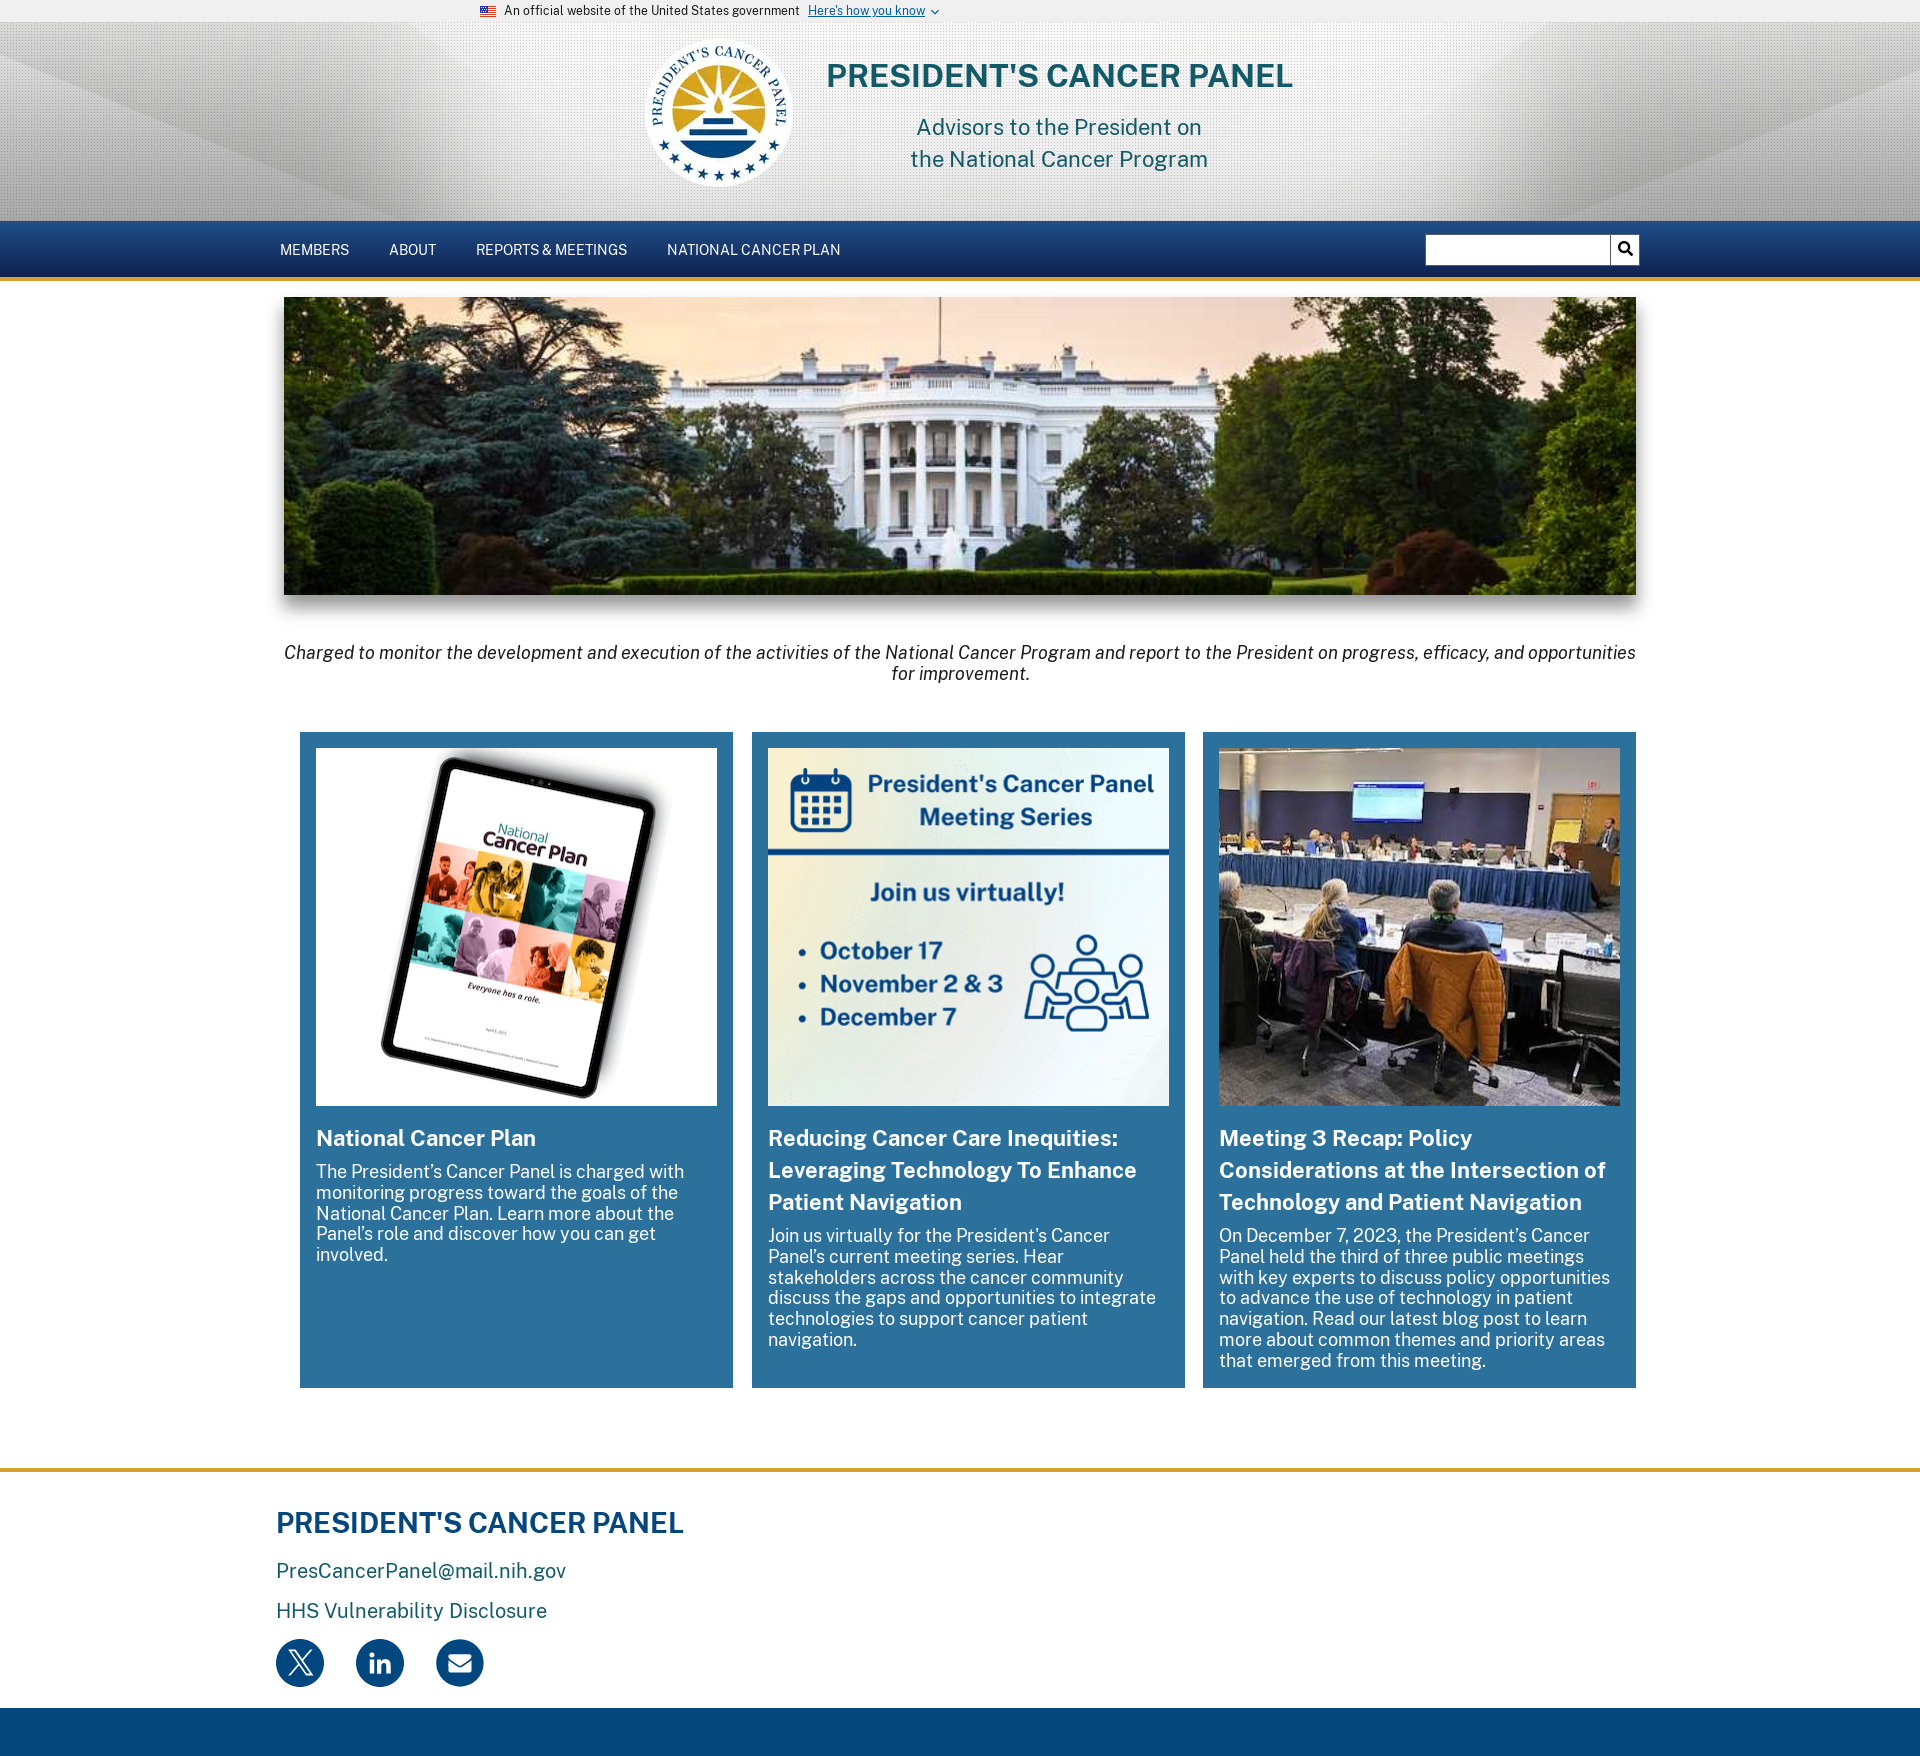 An official website of the United States government Here's how you know
PRESIDENT'S CANCER PANEL
PRESIDENT'S CANCER PANEL
Advisors to the President on
the National Cancer Program
MEMBERS ABOUT REPORTS & MEETINGS NATIONAL CANCER PLAN
Charged to monitor the development and execution of the activities of the National Cancer Program and report to the President on progress, efficacy, and opportunities
for improvement.
National
Cancer Plan
Everyone has a role.
National Cancer Plan
The President’s Cancer Panel is charged with
monitoring progress toward the goals of the
National Cancer Plan. Learn more about the
Panel’s role and discover how you can get
involved.
President's Cancer Panel
Meeting Series
Join us virtually!
• October 17
• November 2 & 3
• December 7
Reducing Cancer Care Inequities:
Leveraging Technology To Enhance
Patient Navigation
Join us virtually for the President's Cancer
Panel’s current meeting series. Hear
stakeholders across the cancer community
discuss the gaps and opportunities to integrate
technologies to support cancer patient
navigation.
Meeting 3 Recap: Policy
Considerations at the Intersection of
Technology and Patient Navigation
On December 7, 2023, the President’s Cancer
Panel held the third of three public meetings
with key experts to discuss policy opportunities
to advance the use of technology in patient
navigation. Read our latest blog post to learn
more about common themes and priority areas
that emerged from this meeting.
PRESIDENT'S CANCER PANEL
PresCancerPanel@mail.nih.gov
HHS Vulnerability Disclosure
in